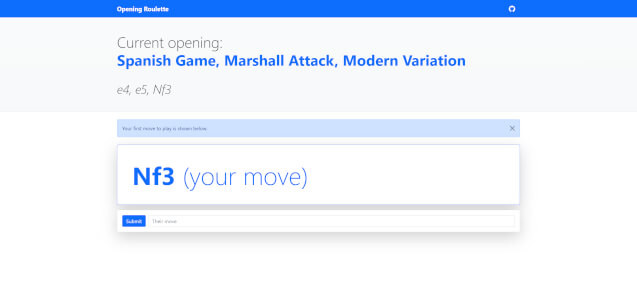 Opening Roulette
Current opening:
Spanish Game, Marshall Attack, Modern Variation
e4, e5, Nf3
Your first move to play is shown below.
Nf3 (your move)
Submit
Their move